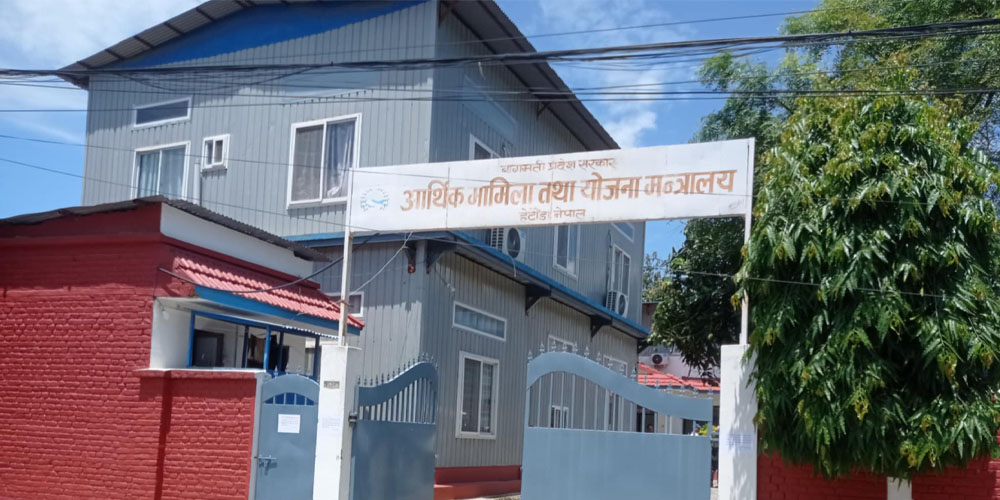 बागमती प्रदेश सरकार
आर्थिक मामिला तथा योजना मन्त्रालय
हेटौंडा नेपाल